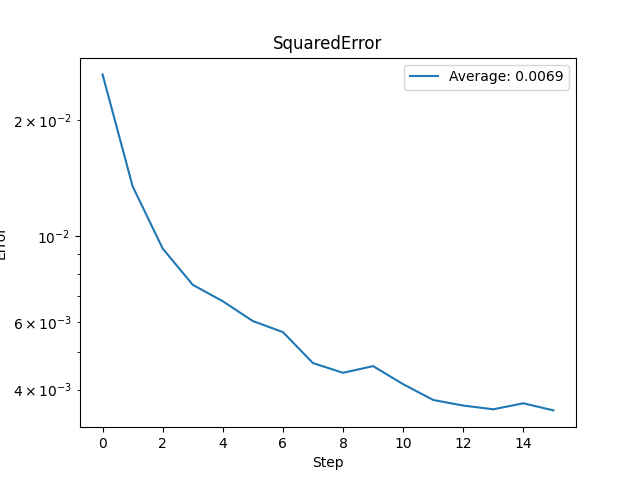 SquaredError
Average: 0.0069
2 × 10⁻²
10⁻²
6 × 10⁻³
4 × 10⁻³
Error
0 2 4 6 8 10 12 14
Step